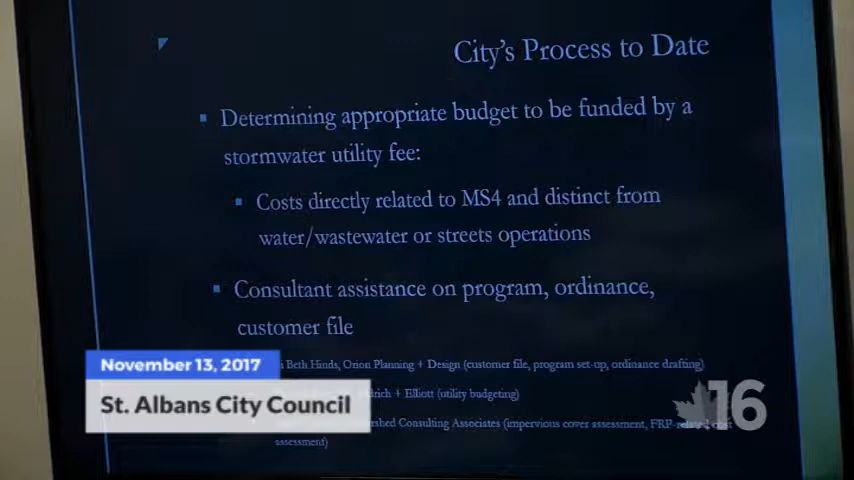 City's Process to Date
Determining appropriate budget to be funded by a
stormwater utility fee:
Costs directly related to MS4 and distinct from
water/wastewater or streets operations
Consultant assistance on program, ordinance,
customer file
Beth Hinds, Orion Planning + Design (customer file, program set-up, ordinance drafting)
+ Elliott (utility budgeting)
Consulting Associates (impervious cover assessment, FRP-related cost
assessment)
November 13, 2017
St. Albans City Council
16